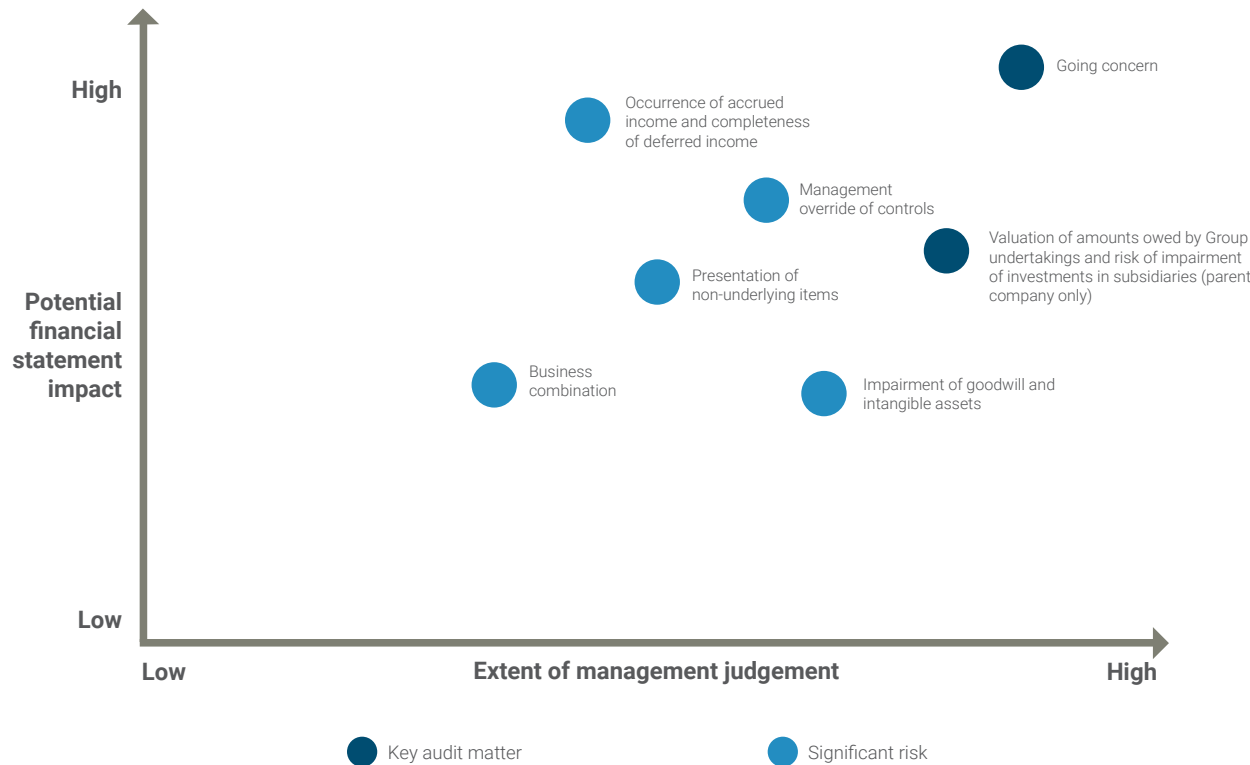 High
Going concern
Occurrence of accrued
income and completeness
of deferred income
Management
override of controls
Valuation of amounts owed by Group
undertakings and risk of impairment
of investments in subsidiaries (parent
company only)
Presentation of
non-underlying items
Potential
financial
statement
impact
Business
combination
Impairment of goodwill and
intangible assets
Low
Low
Extent of management judgement
High
Key audit matter
Significant risk